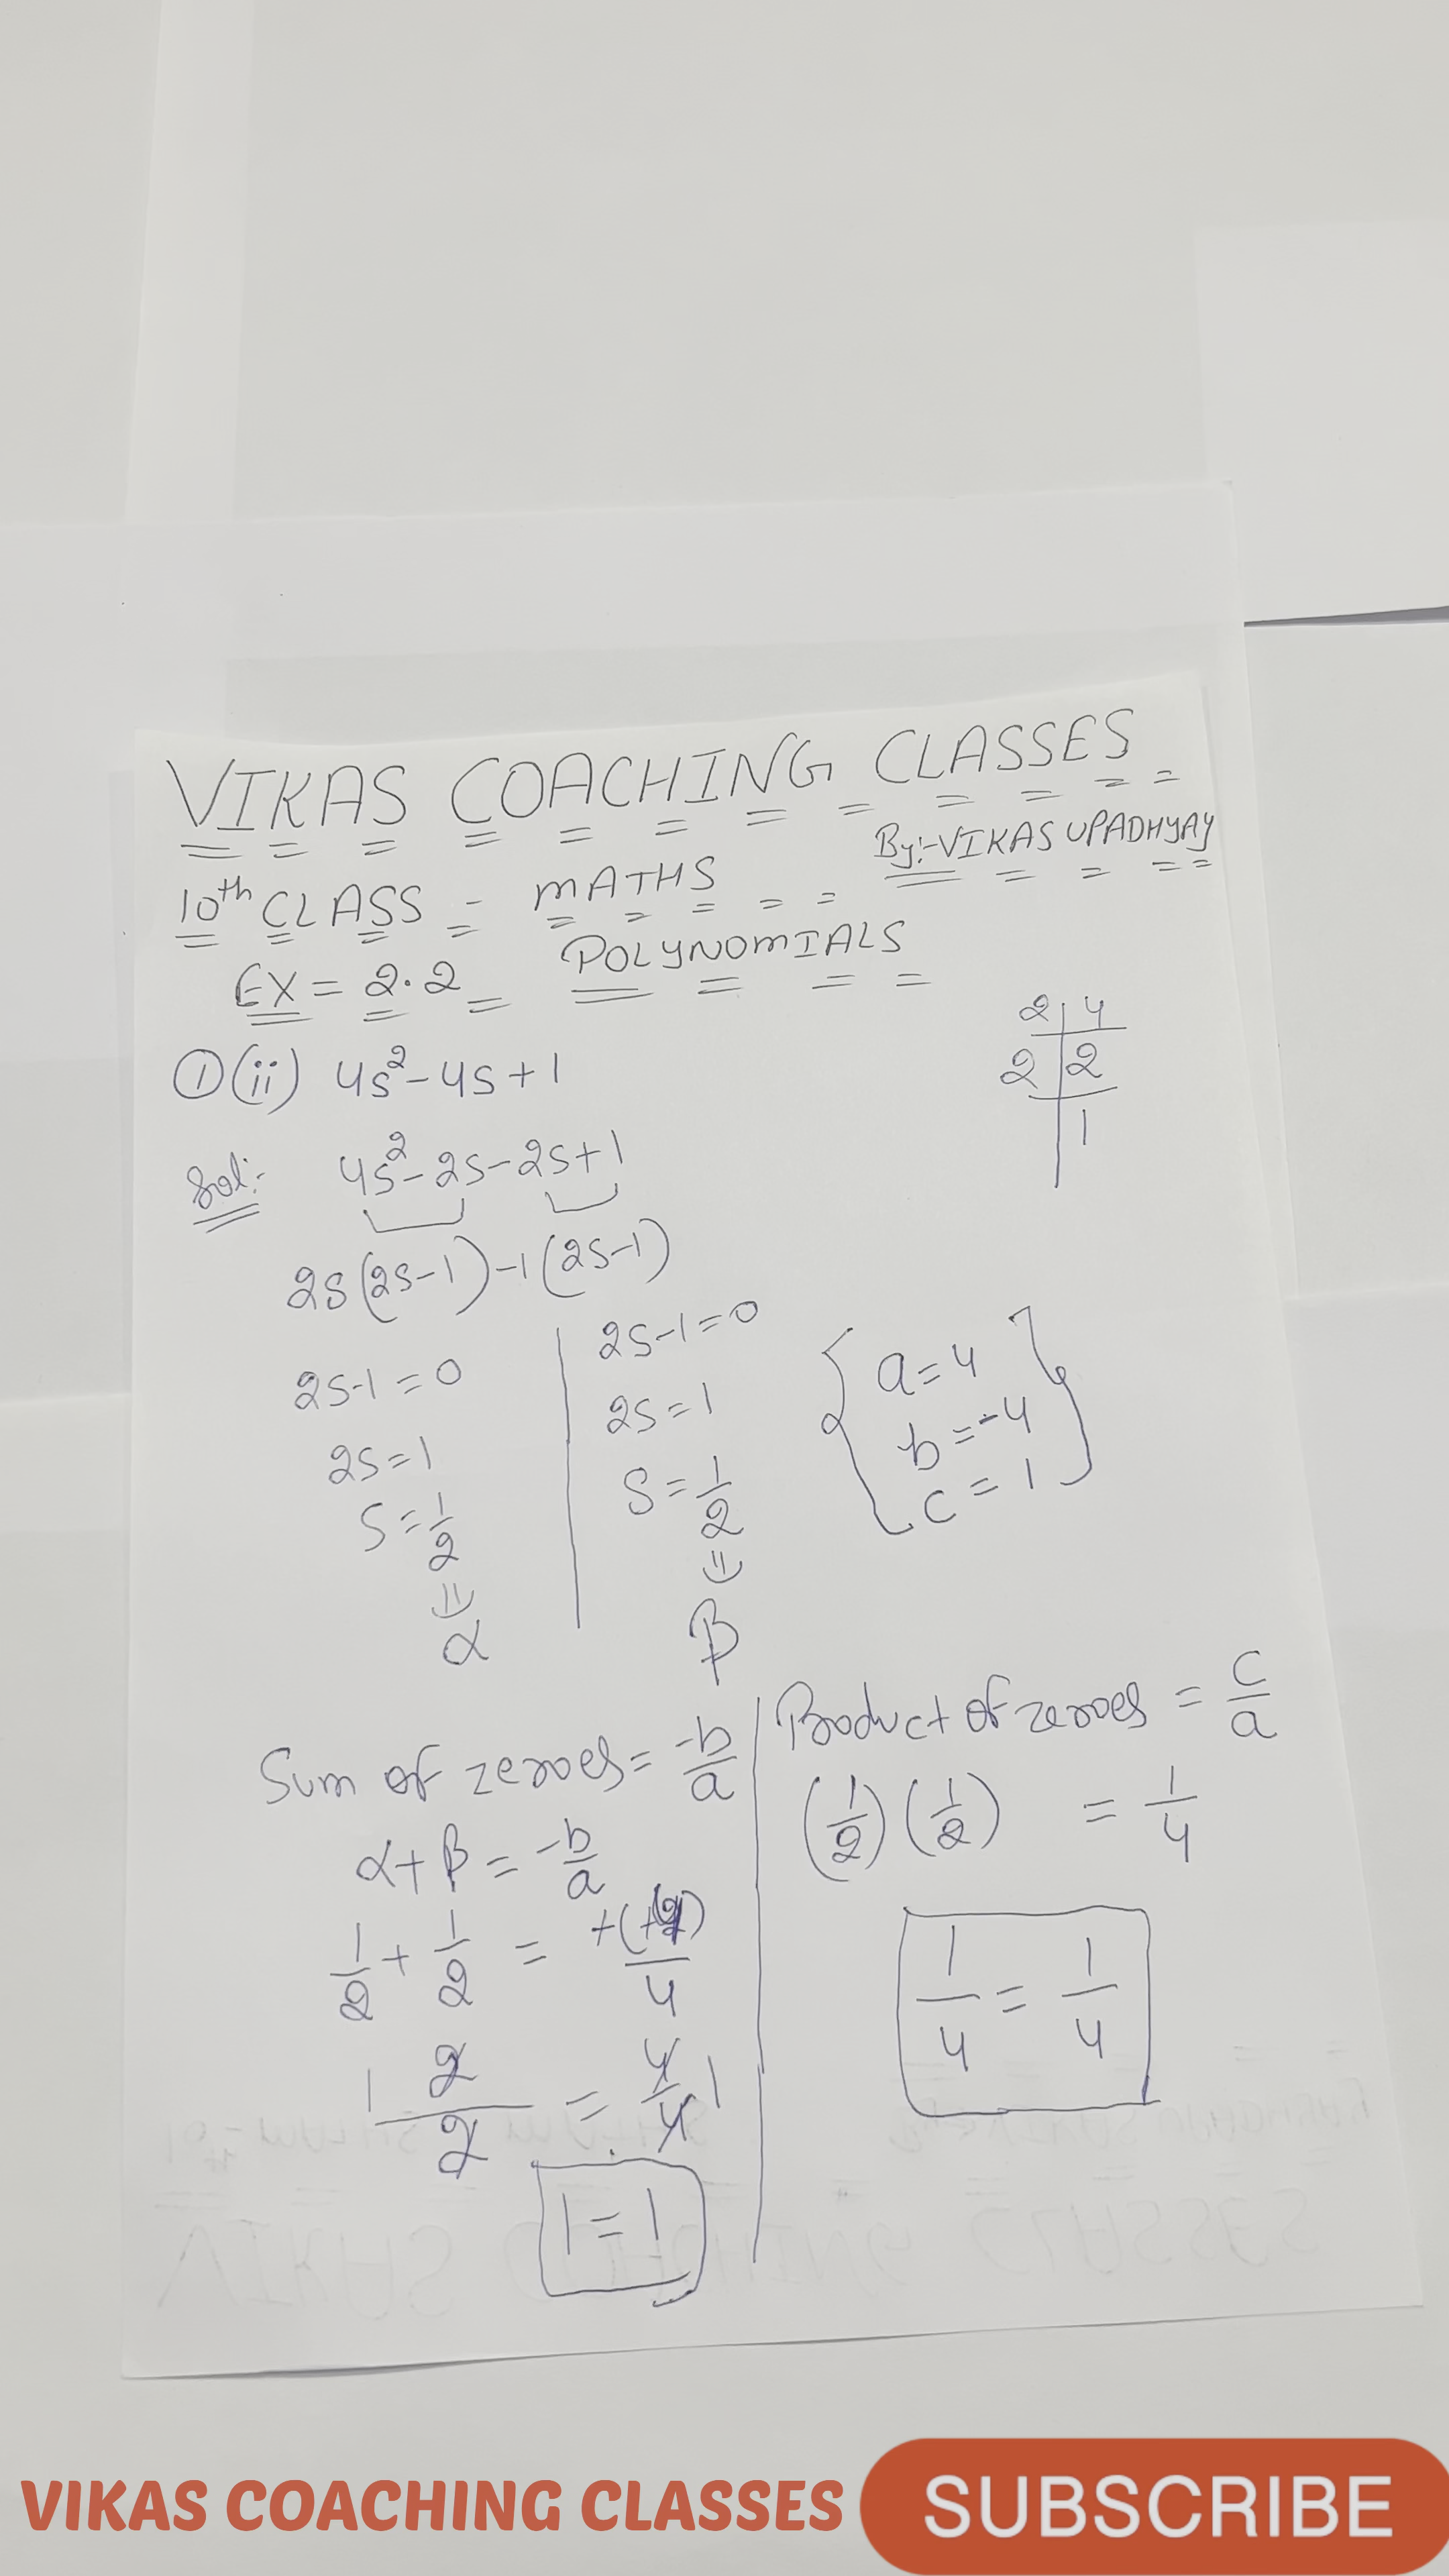 VIKAS COACHING CLASSES
By:-VIKAS UPADHYAY
10th CLASS - MATHS
EX = 2.2 POLYNOMIALS
2|4
2|2
|1
① (ii) 4s²-4s+1
Sol:- 4s²-2s-2s+1
2s(2s-1)-1(2s-1)
2s-1=0
2s=1
s=1/2
=
α
2s-1=0
2s=1
s=1/2
=
β
{a=4
b=-4
c=1}
Sum of zeroes = -b/a
α+β = -b/a
1/2 + 1/2 = +(+4)/4
1 2/2 = 4/4 1
1=1
Product of zeroes = c/a
(1/2)(1/2) = 1/4
1/4 = 1/4
VIKAS COACHING CLASSES
SUBSCRIBE